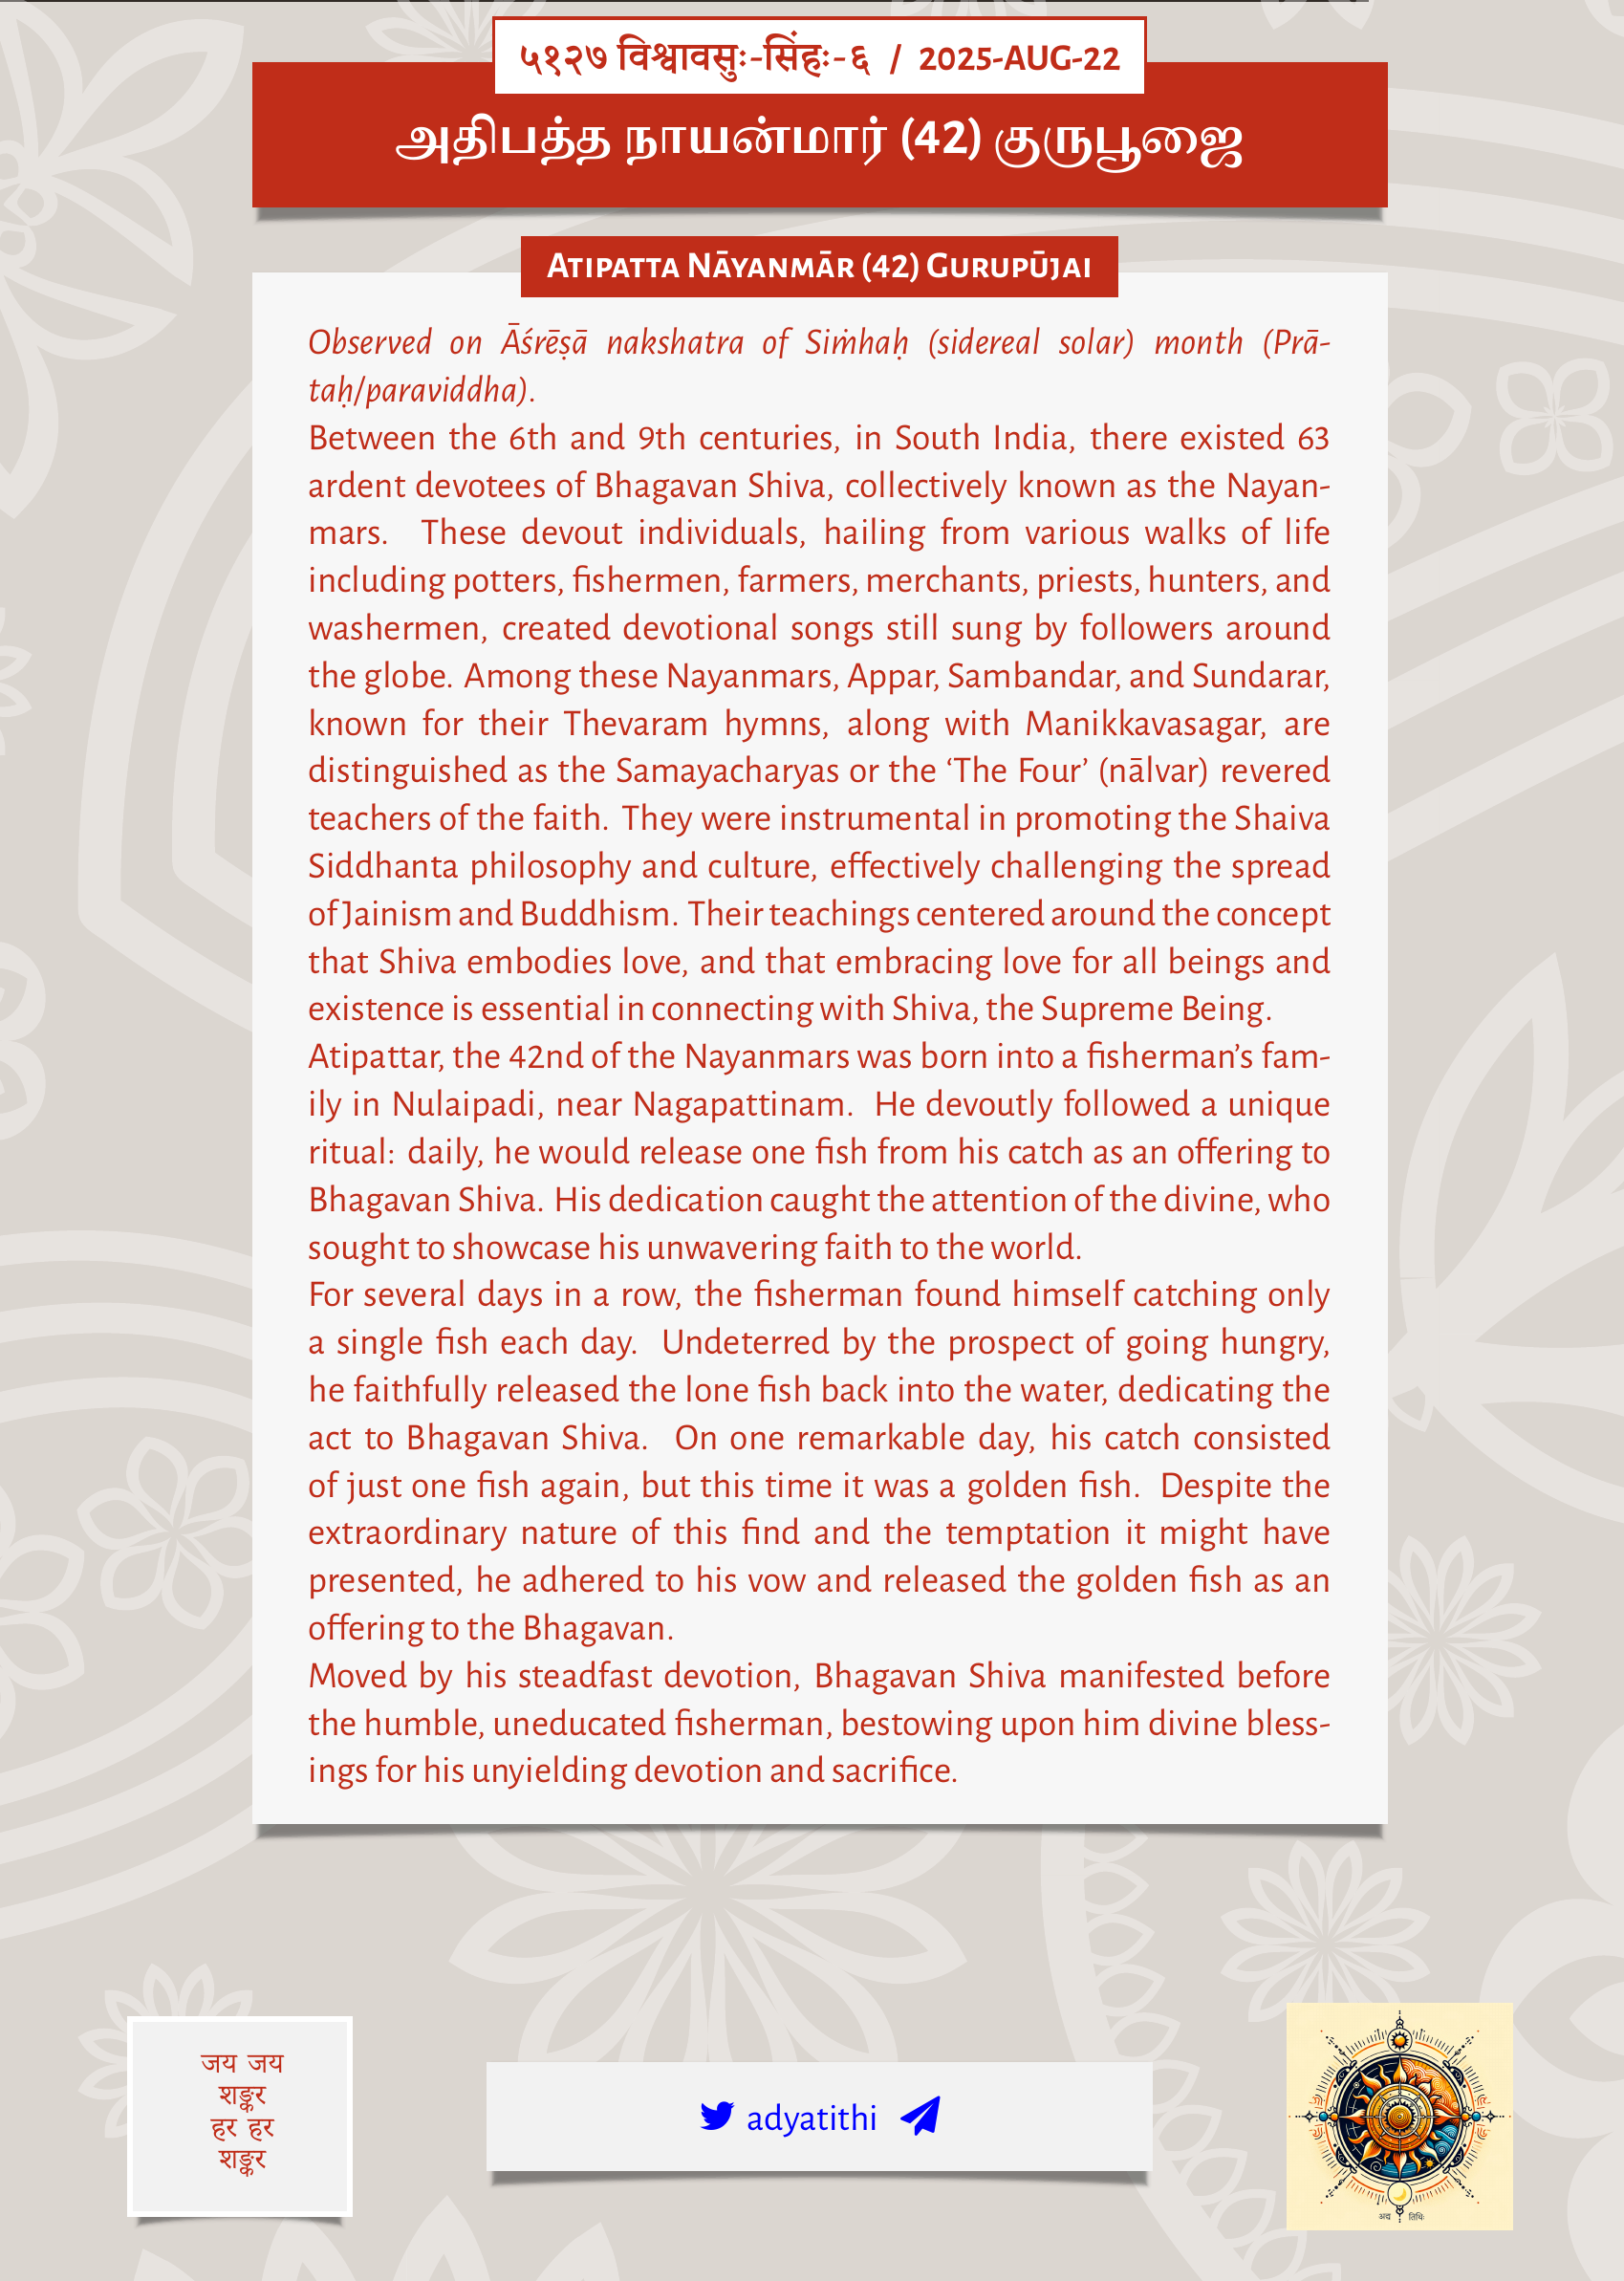 ५१२७ विश्वावसुः-सिंहः-६ / 2025-AUG-22
அதிபத்த நாயன்மார் (42) குருபூஜை
Atipatta Nāyanmār (42) Gurupūjai
Observed on Āśrēṣā nakshatra of Siṁhaḥ (sidereal solar) month (Prā-
taḥ/paraviddha).
Between the 6th and 9th centuries, in South India, there existed 63
ardent devotees of Bhagavan Shiva, collectively known as the Nayan-
mars. These devout individuals, hailing from various walks of life
including potters, fishermen, farmers, merchants, priests, hunters, and
washermen, created devotional songs still sung by followers around
the globe. Among these Nayanmars, Appar, Sambandar, and Sundarar,
known for their Thevaram hymns, along with Manikkavasagar, are
distinguished as the Samayacharyas or the ‘The Four’ (nālvar) revered
teachers of the faith. They were instrumental in promoting the Shaiva
Siddhanta philosophy and culture, effectively challenging the spread
of Jainism and Buddhism. Their teachings centered around the concept
that Shiva embodies love, and that embracing love for all beings and
existence is essential in connecting with Shiva, the Supreme Being.
Atipattar, the 42nd of the Nayanmars was born into a fisherman’s fam-
ily in Nulaipadi, near Nagapattinam. He devoutly followed a unique
ritual: daily, he would release one fish from his catch as an offering to
Bhagavan Shiva. His dedication caught the attention of the divine, who
sought to showcase his unwavering faith to the world.
For several days in a row, the fisherman found himself catching only
a single fish each day. Undeterred by the prospect of going hungry,
he faithfully released the lone fish back into the water, dedicating the
act to Bhagavan Shiva. On one remarkable day, his catch consisted
of just one fish again, but this time it was a golden fish. Despite the
extraordinary nature of this find and the temptation it might have
presented, he adhered to his vow and released the golden fish as an
offering to the Bhagavan.
Moved by his steadfast devotion, Bhagavan Shiva manifested before
the humble, uneducated fisherman, bestowing upon him divine bless-
ings for his unyielding devotion and sacrifice.
जय जय
शङ्कर
हर हर
शङ्कर
adyatithi
अद्य तिथिः